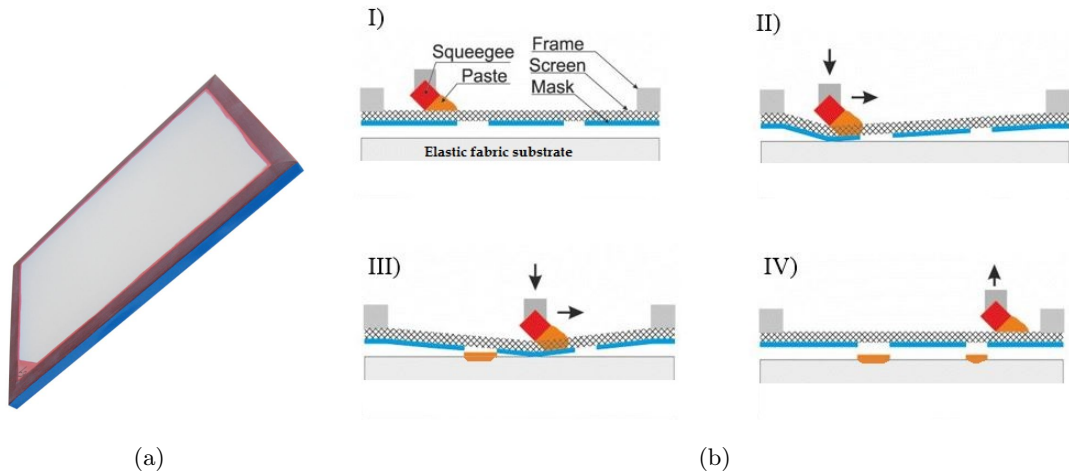 I)
Squeegee
Paste
Frame
Screen
Mask
Elastic fabric substrate
II)
III)
IV)
(a)
(b)